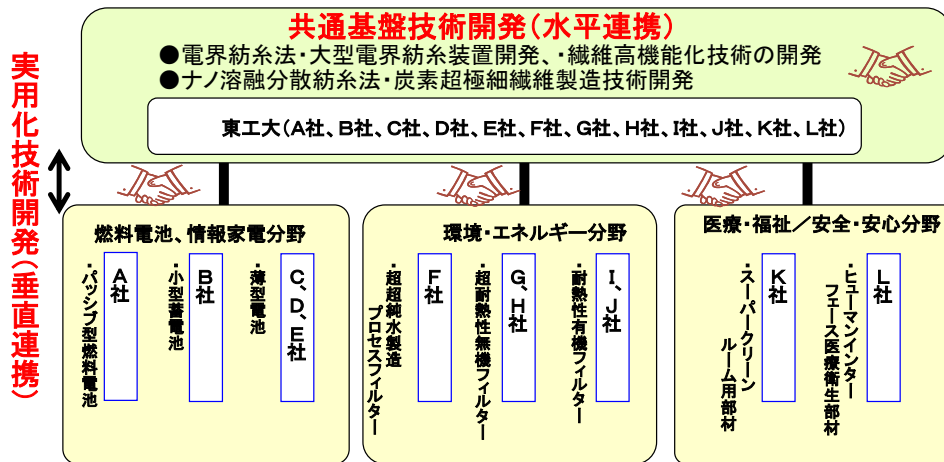 共通基盤技術開発(水平連携)
●電界紡糸法・大型電界紡糸装置開発、・繊維高機能化技術の開発
●ナノ溶融分散紡糸法・炭素超極細繊維製造技術開発
東工大(A社、B社、C社、D社、E社、F社、G社、H社、I社、J社、K社、L社)
実用化技術開発(垂直連携)
燃料電池、情報家電分野
A社
・パッシブ型燃料電池
B社
・小型蓄電池
C、D、E社
・薄型電池
環境・エネルギー分野
F社
・超超純水製造
プロセスフィルター
G、H社
・超耐熱性無機フィルター
I、J社
・耐熱性有機フィルター
医療・福祉/安全・安心分野
K社
・スーパークリーン
ルーム用部材
L社
・ヒューマンインター
フェース医療衛生部材